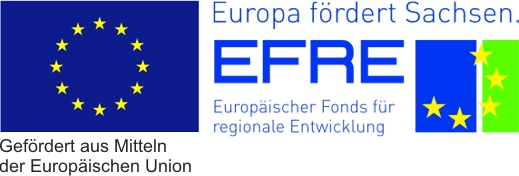 Europa fördert Sachsen.
EFRE
Europäischer Fonds für
regionale Entwicklung
Gefördert aus Mitteln
der Europäischen Union